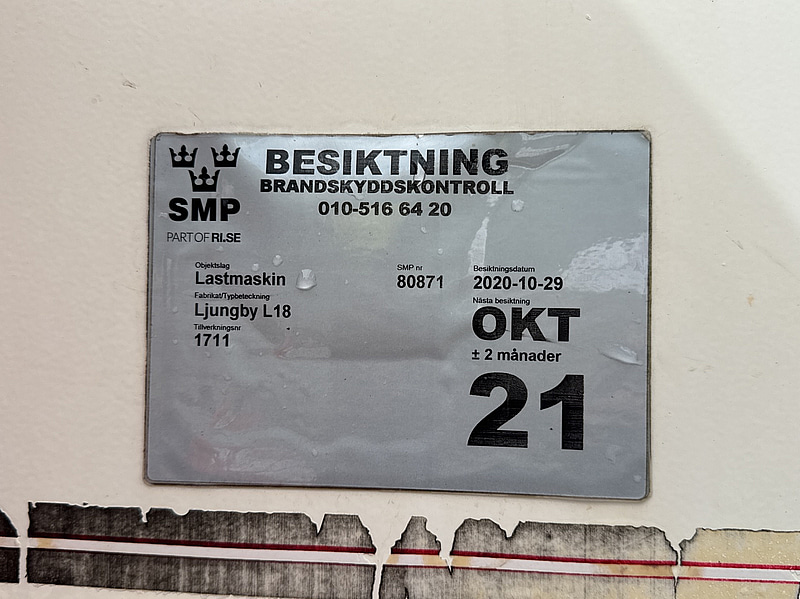 BESIKTNING
BRANDSKYDDSKONTROLL
010-516 64 20
SMP
PART OF RI.SE
Objektslag
Lastmaskin
Fabrikat/Typbeteckning
Ljungby L18
Tillverkningsnr
1711
SMP nr
80871
Besiktningsdatum
2020-10-29
Nästa besiktning
OKT
± 2 månader
21